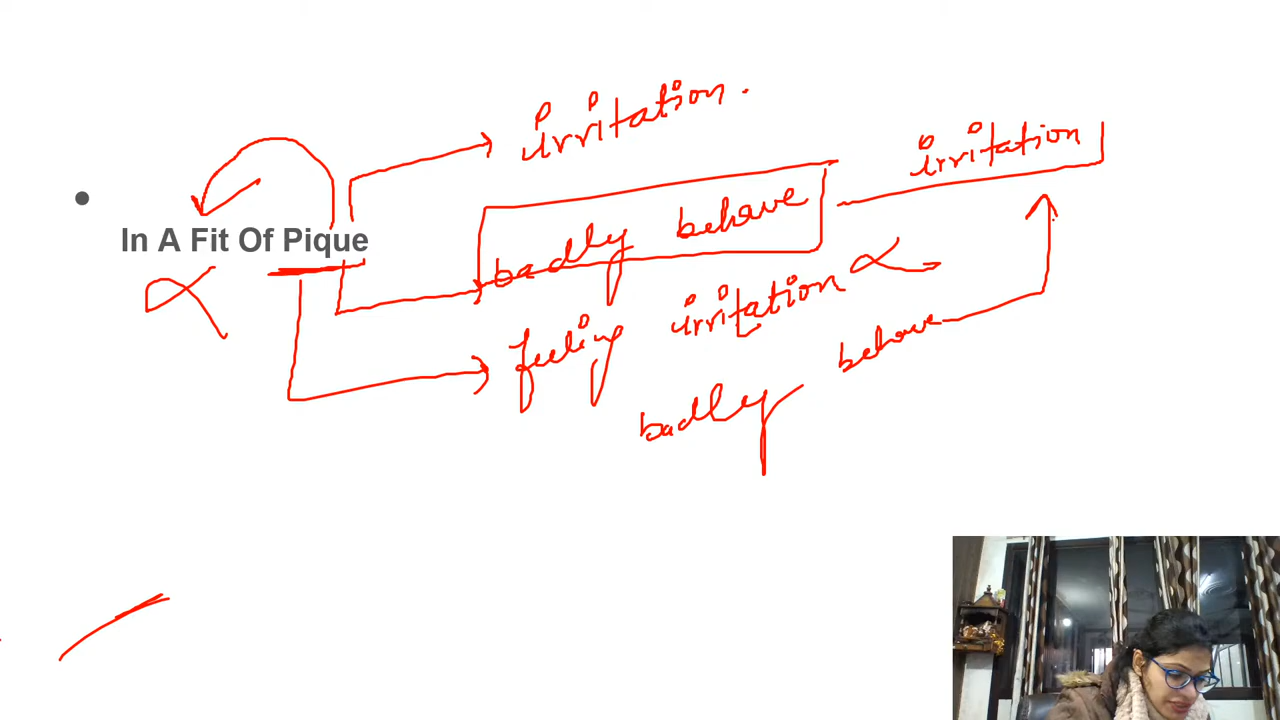 irritation.
irritation
badly behave
In A Fit Of Pique
feeling irritation
badly behave